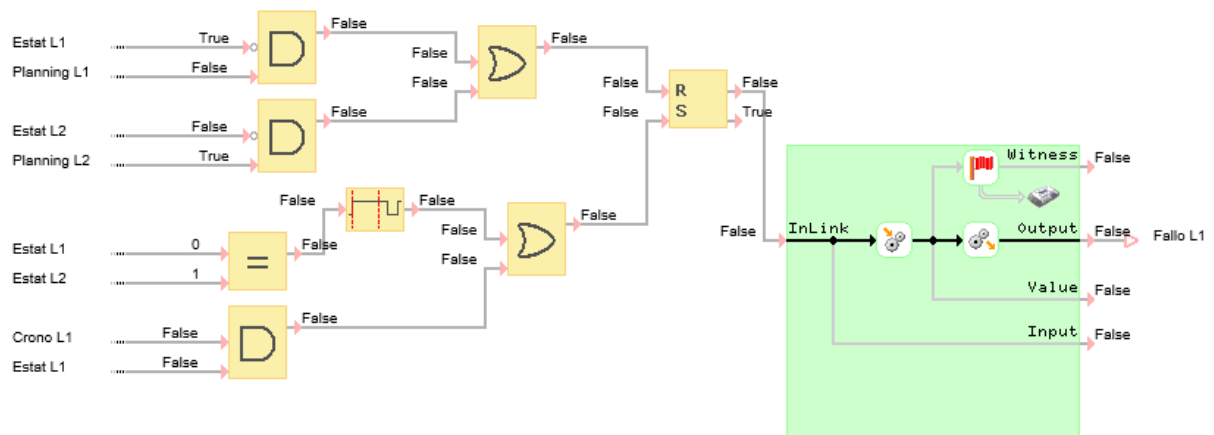 Estat L1 True False
Planning L1 False
False False
False
Estat L2 False False
Planning L2 True
False
False R False
False S True
False False
Estat L1 0 False
Estat L2 1
False
False
False
Crono L1 False False
Estat L1 False
False InLink
Witness False
Output False Fallo L1
Value False
Input False